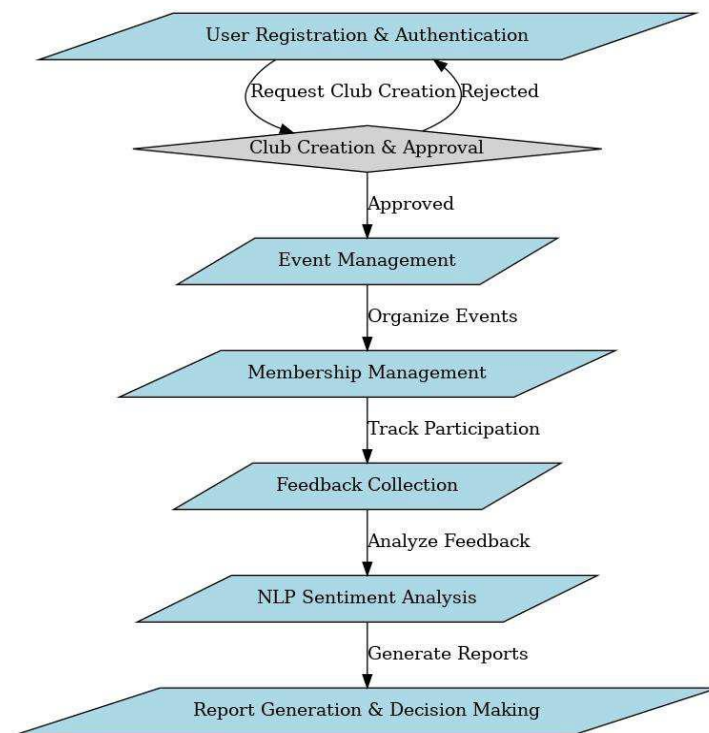 User Registration & Authentication
Request Club Creation
Rejected
Club Creation & Approval
Approved
Event Management
Organize Events
Membership Management
Track Participation
Feedback Collection
Analyze Feedback
NLP Sentiment Analysis
Generate Reports
Report Generation & Decision Making